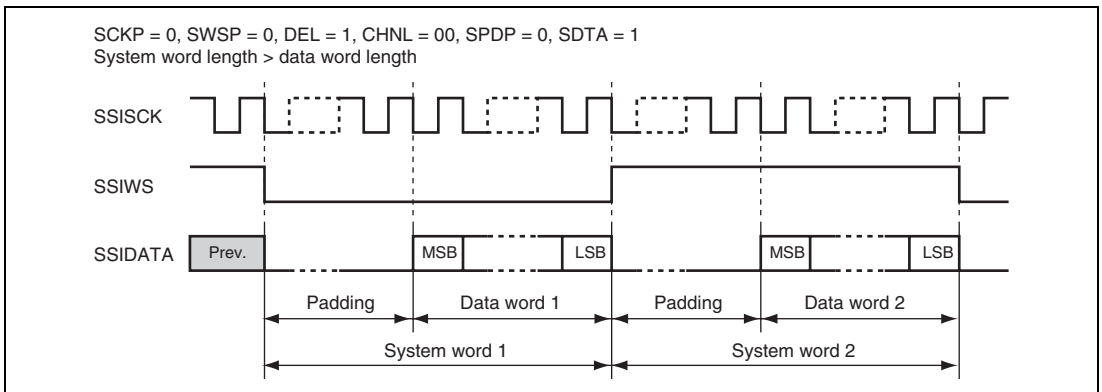 SCKP = 0, SWSP = 0, DEL = 1, CHNL = 00, SPDP = 0, SDTA = 1
System word length > data word length
SSISCK
SSIWS
SSIDATA Prev. MSB LSB MSB LSB
Padding Data word 1 Padding Data word 2
System word 1 System word 2